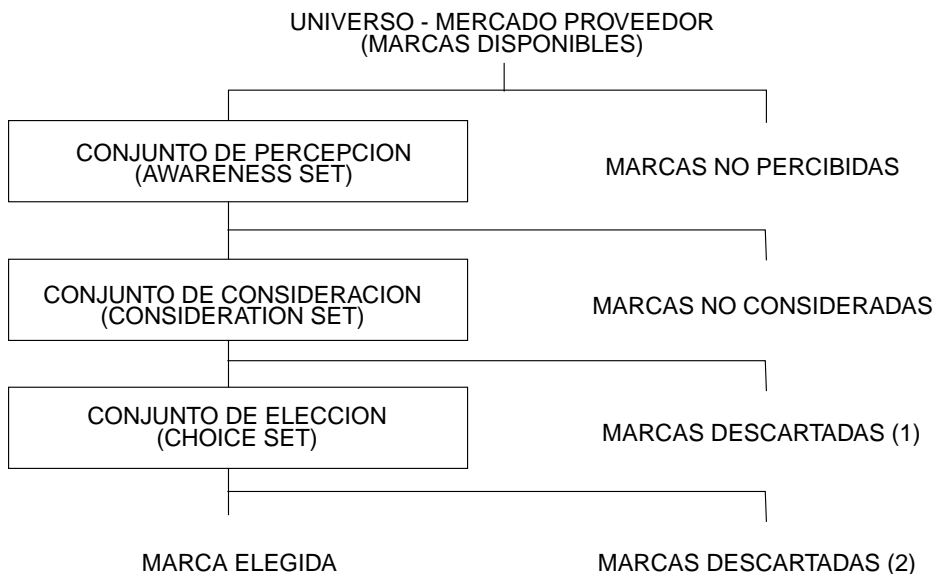 UNIVERSO - MERCADO PROVEEDOR
(MARCAS DISPONIBLES)
CONJUNTO DE PERCEPCION
(AWARENESS SET)
MARCAS NO PERCIBIDAS
CONJUNTO DE CONSIDERACION
(CONSIDERATION SET)
MARCAS NO CONSIDERADAS
CONJUNTO DE ELECCION
(CHOICE SET)
MARCAS DESCARTADAS (1)
MARCA ELEGIDA
MARCAS DESCARTADAS (2)